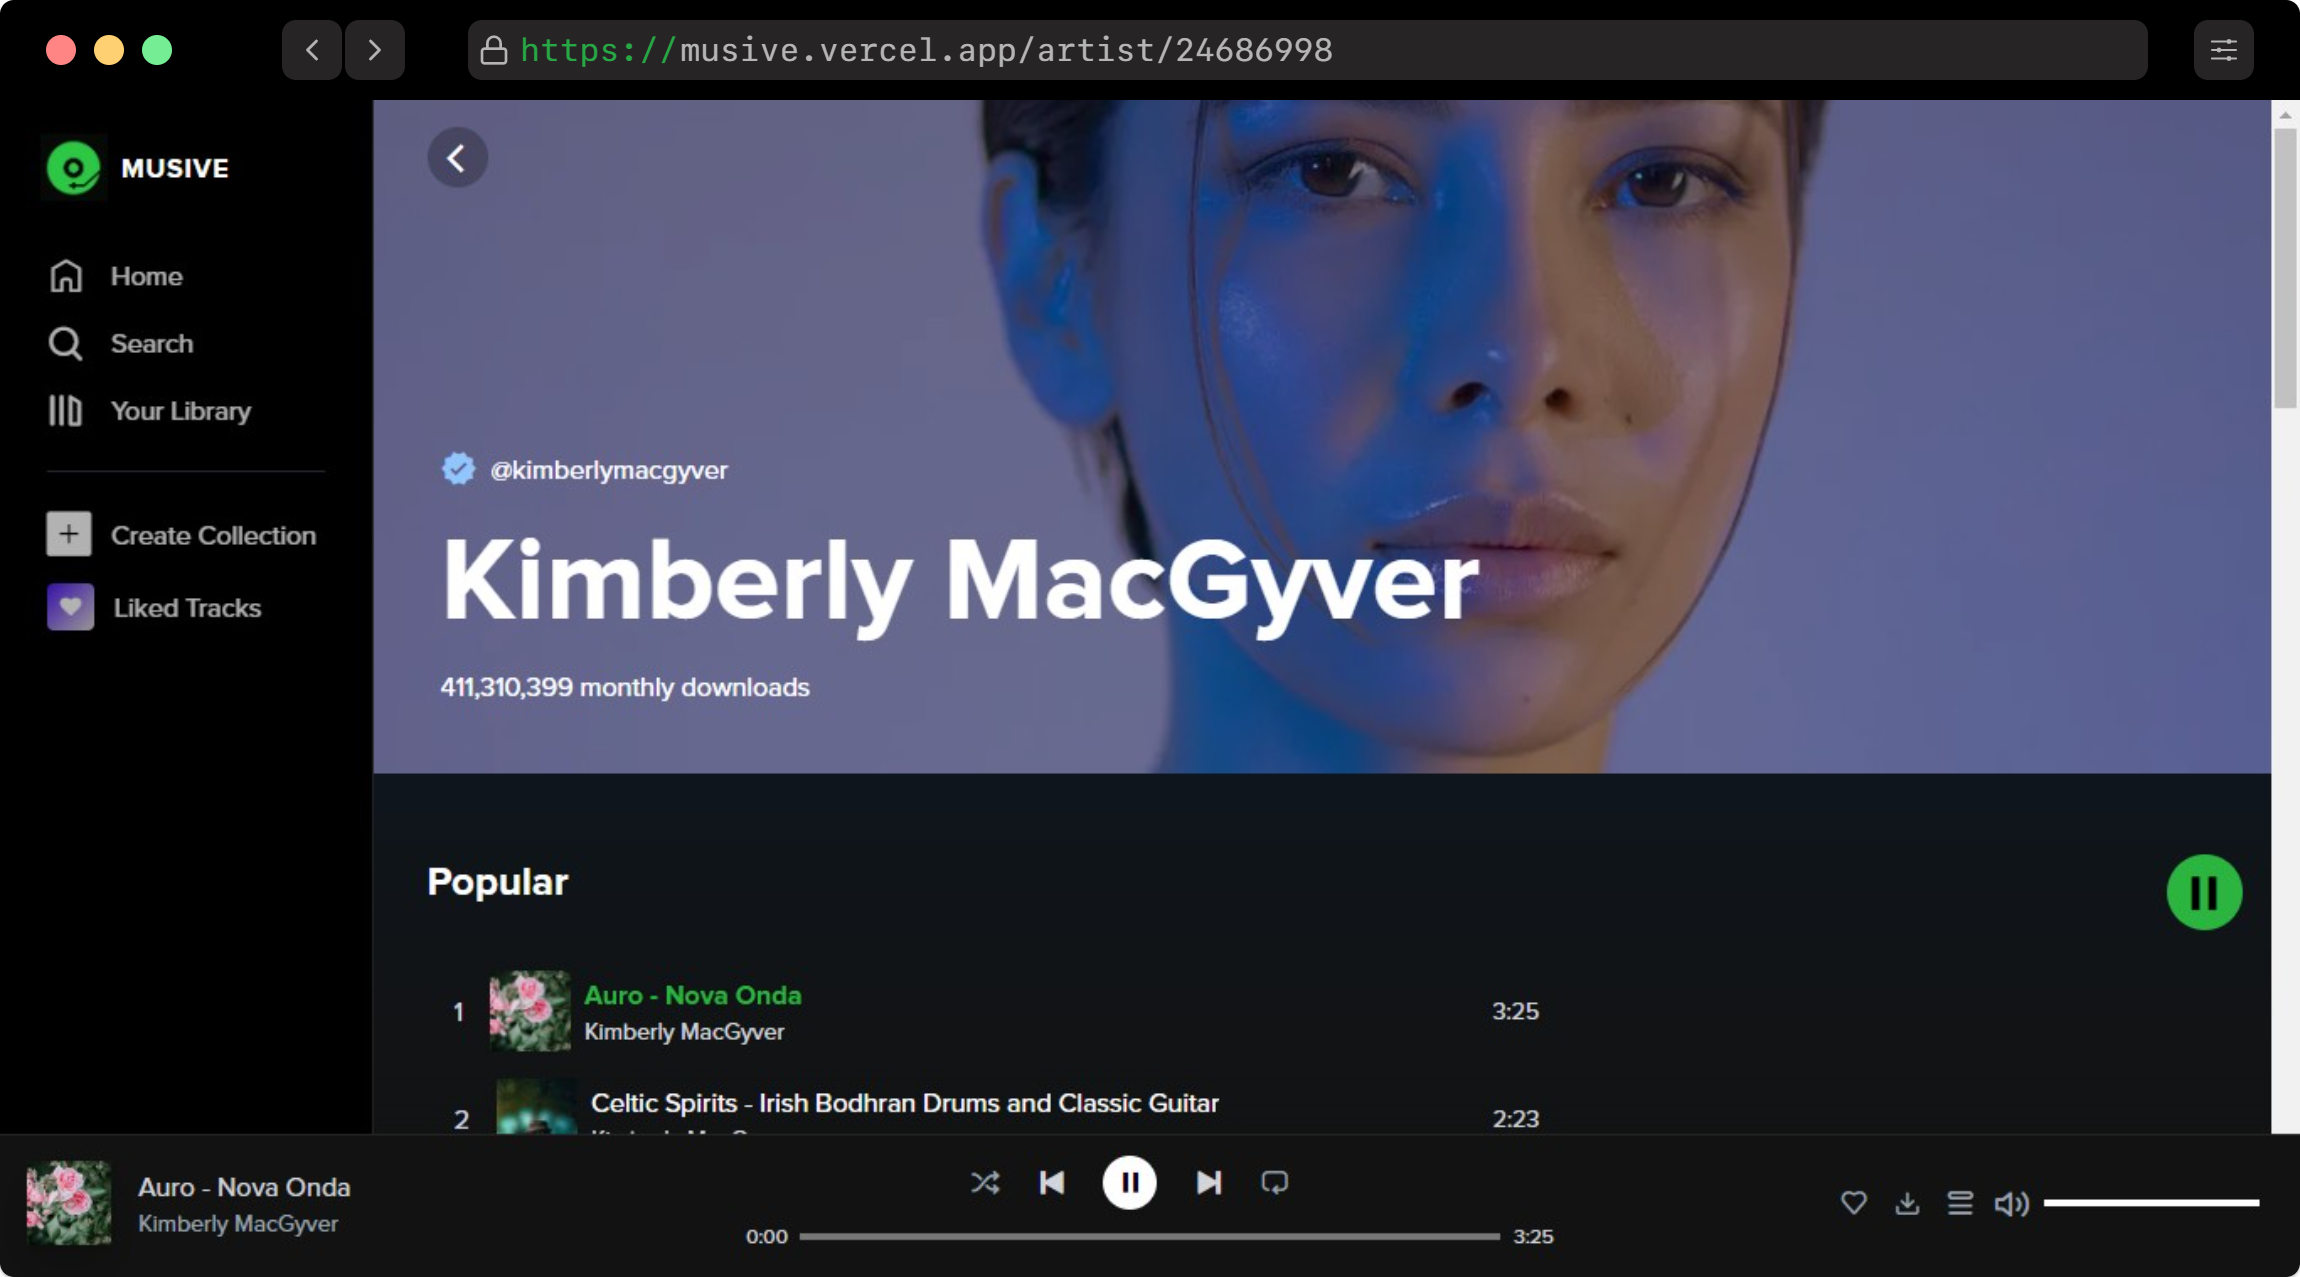 https://musive.vercel.app/artist/24686998
MUSIVE
Home
Search
Your Library
Create Collection
Liked Tracks
@kimberlymacgyver
Kimberly MacGyver
411,310,399 monthly downloads
Popular
1
Auro - Nova Onda
Kimberly MacGyver
3:25
2
Celtic Spirits - Irish Bodhran Drums and Classic Guitar
2:23
Auro - Nova Onda
Kimberly MacGyver
0:00
3:25